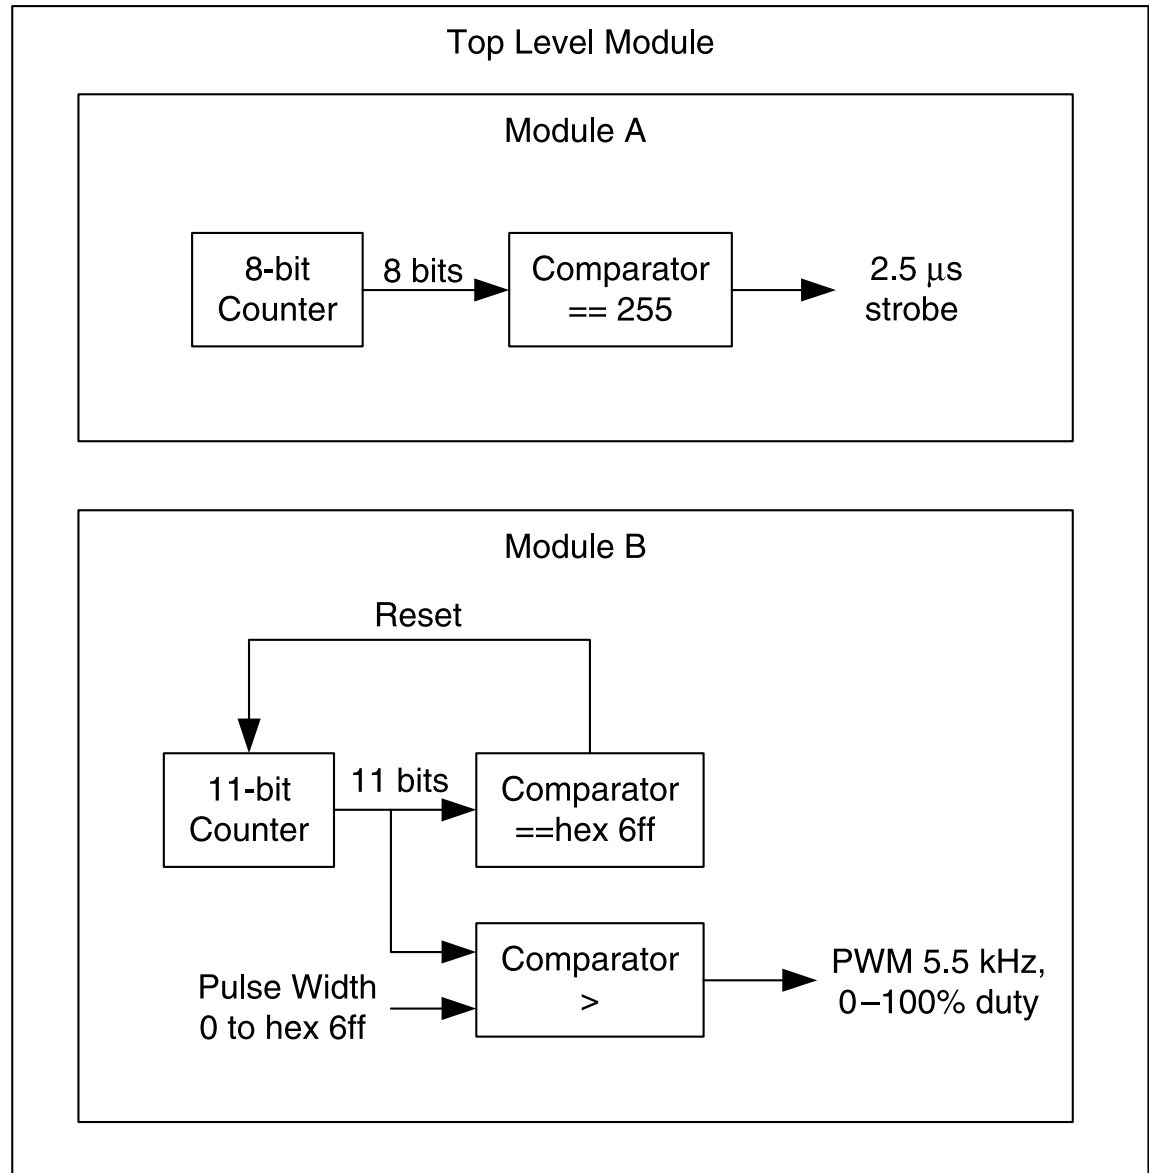 Top Level Module
Module A
8-bit
Counter
8 bits
Comparator
== 255
2.5 μs
strobe
Module B
Reset
11-bit
Counter
11 bits
Comparator
==hex 6ff
Pulse Width
0 to hex 6ff
Comparator
>
PWM 5.5 kHz,
0–100% duty